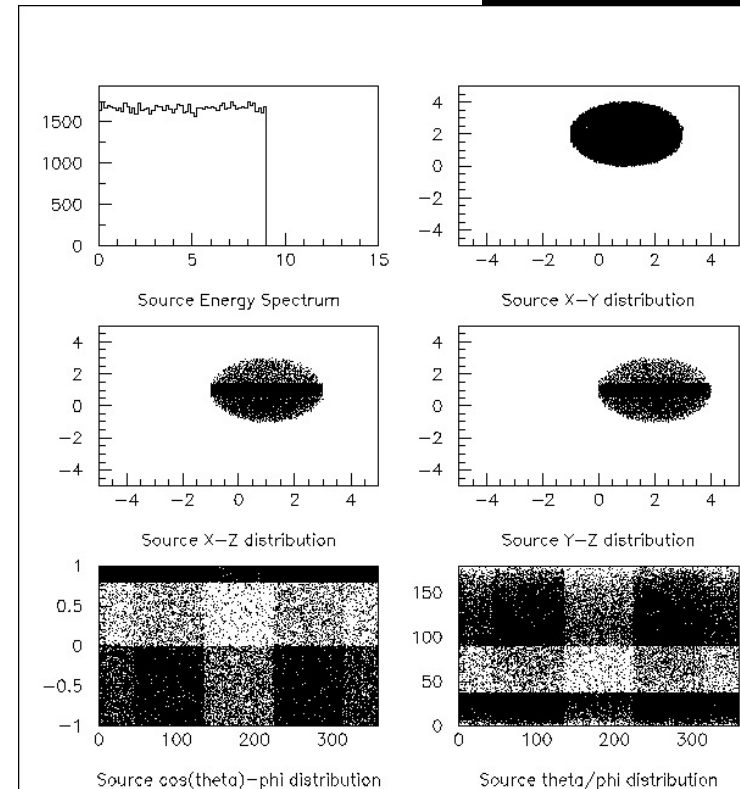 1500
1000
500
0
0 5 10 15
Source Energy Spectrum
4
2
0
−2
−4
−4 −2 0 2 4
Source X−Y distribution
4
2
0
−2
−4
−4 −2 0 2 4
Source X−Z distribution
4
2
0
−2
−4
−4 −2 0 2 4
Source Y−Z distribution
1
0.5
0
−0.5
−1
0 100 200 300
Source cos(theta)−phi distribution
150
100
50
0
0 100 200 300
Source theta/phi distribution